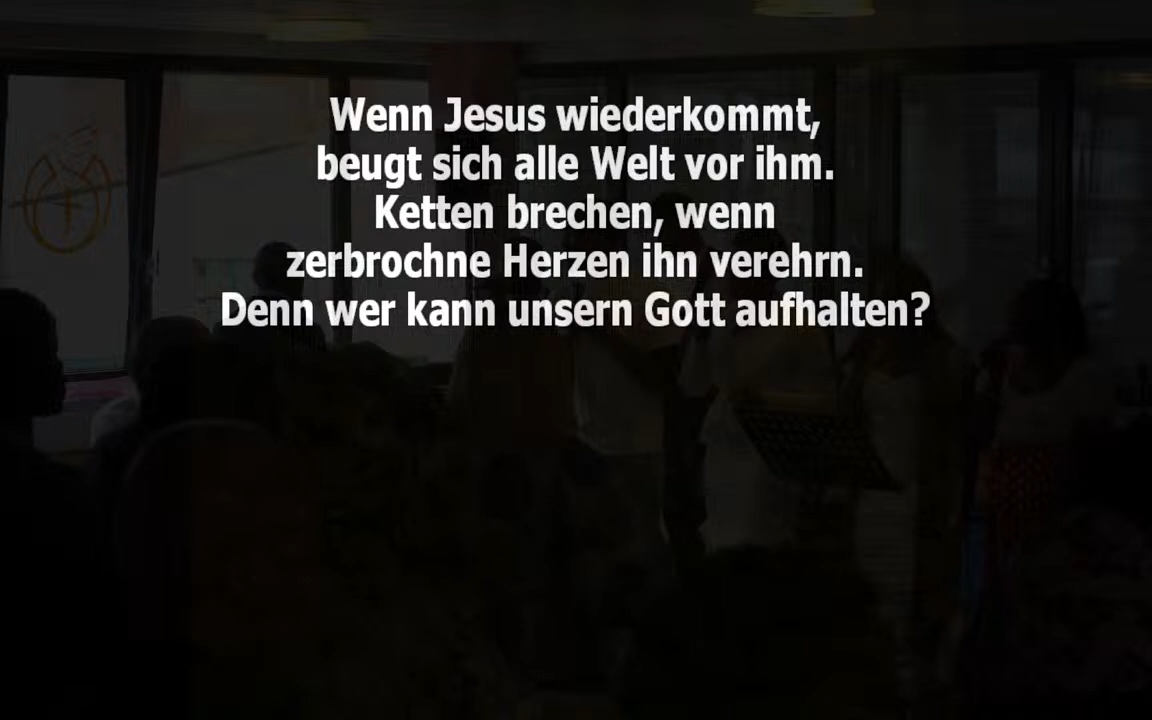 Wenn Jesus wiederkommt,
beugt sich alle Welt vor ihm.
Ketten brechen, wenn
zerbrochne Herzen ihn verehrn.
Denn wer kann unsern Gott aufhalten?